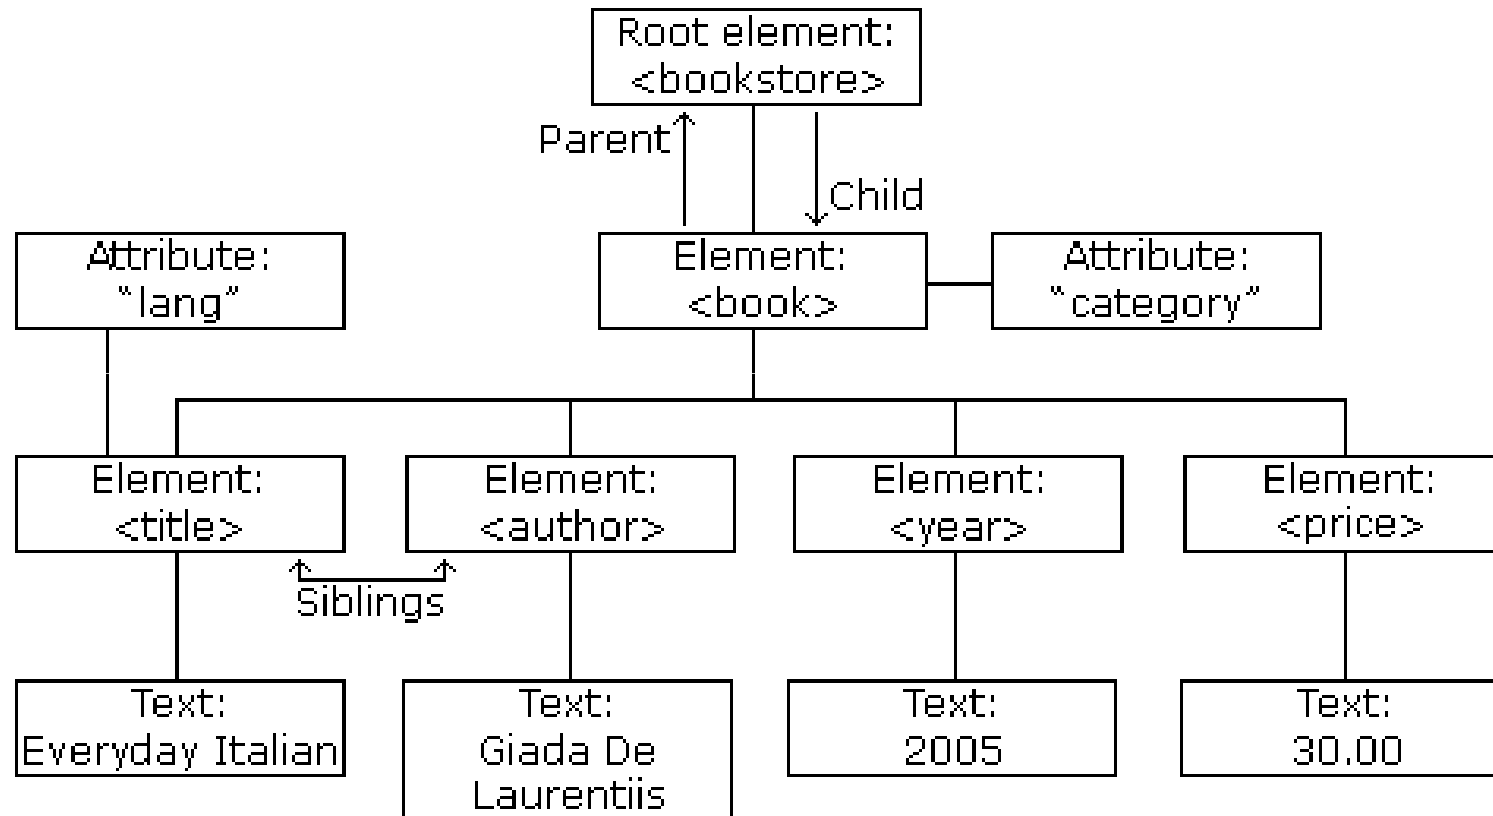 Root element:
<bookstore>
Parent
Child
Attribute:
“lang”
Element:
<book>
Attribute:
“category”
Element:
<title>
Element:
<author>
Element:
<year>
Element:
<price>
Siblings
Text:
Everyday Italian
Text:
Giada De
Laurentiis
Text:
2005
Text:
30.00